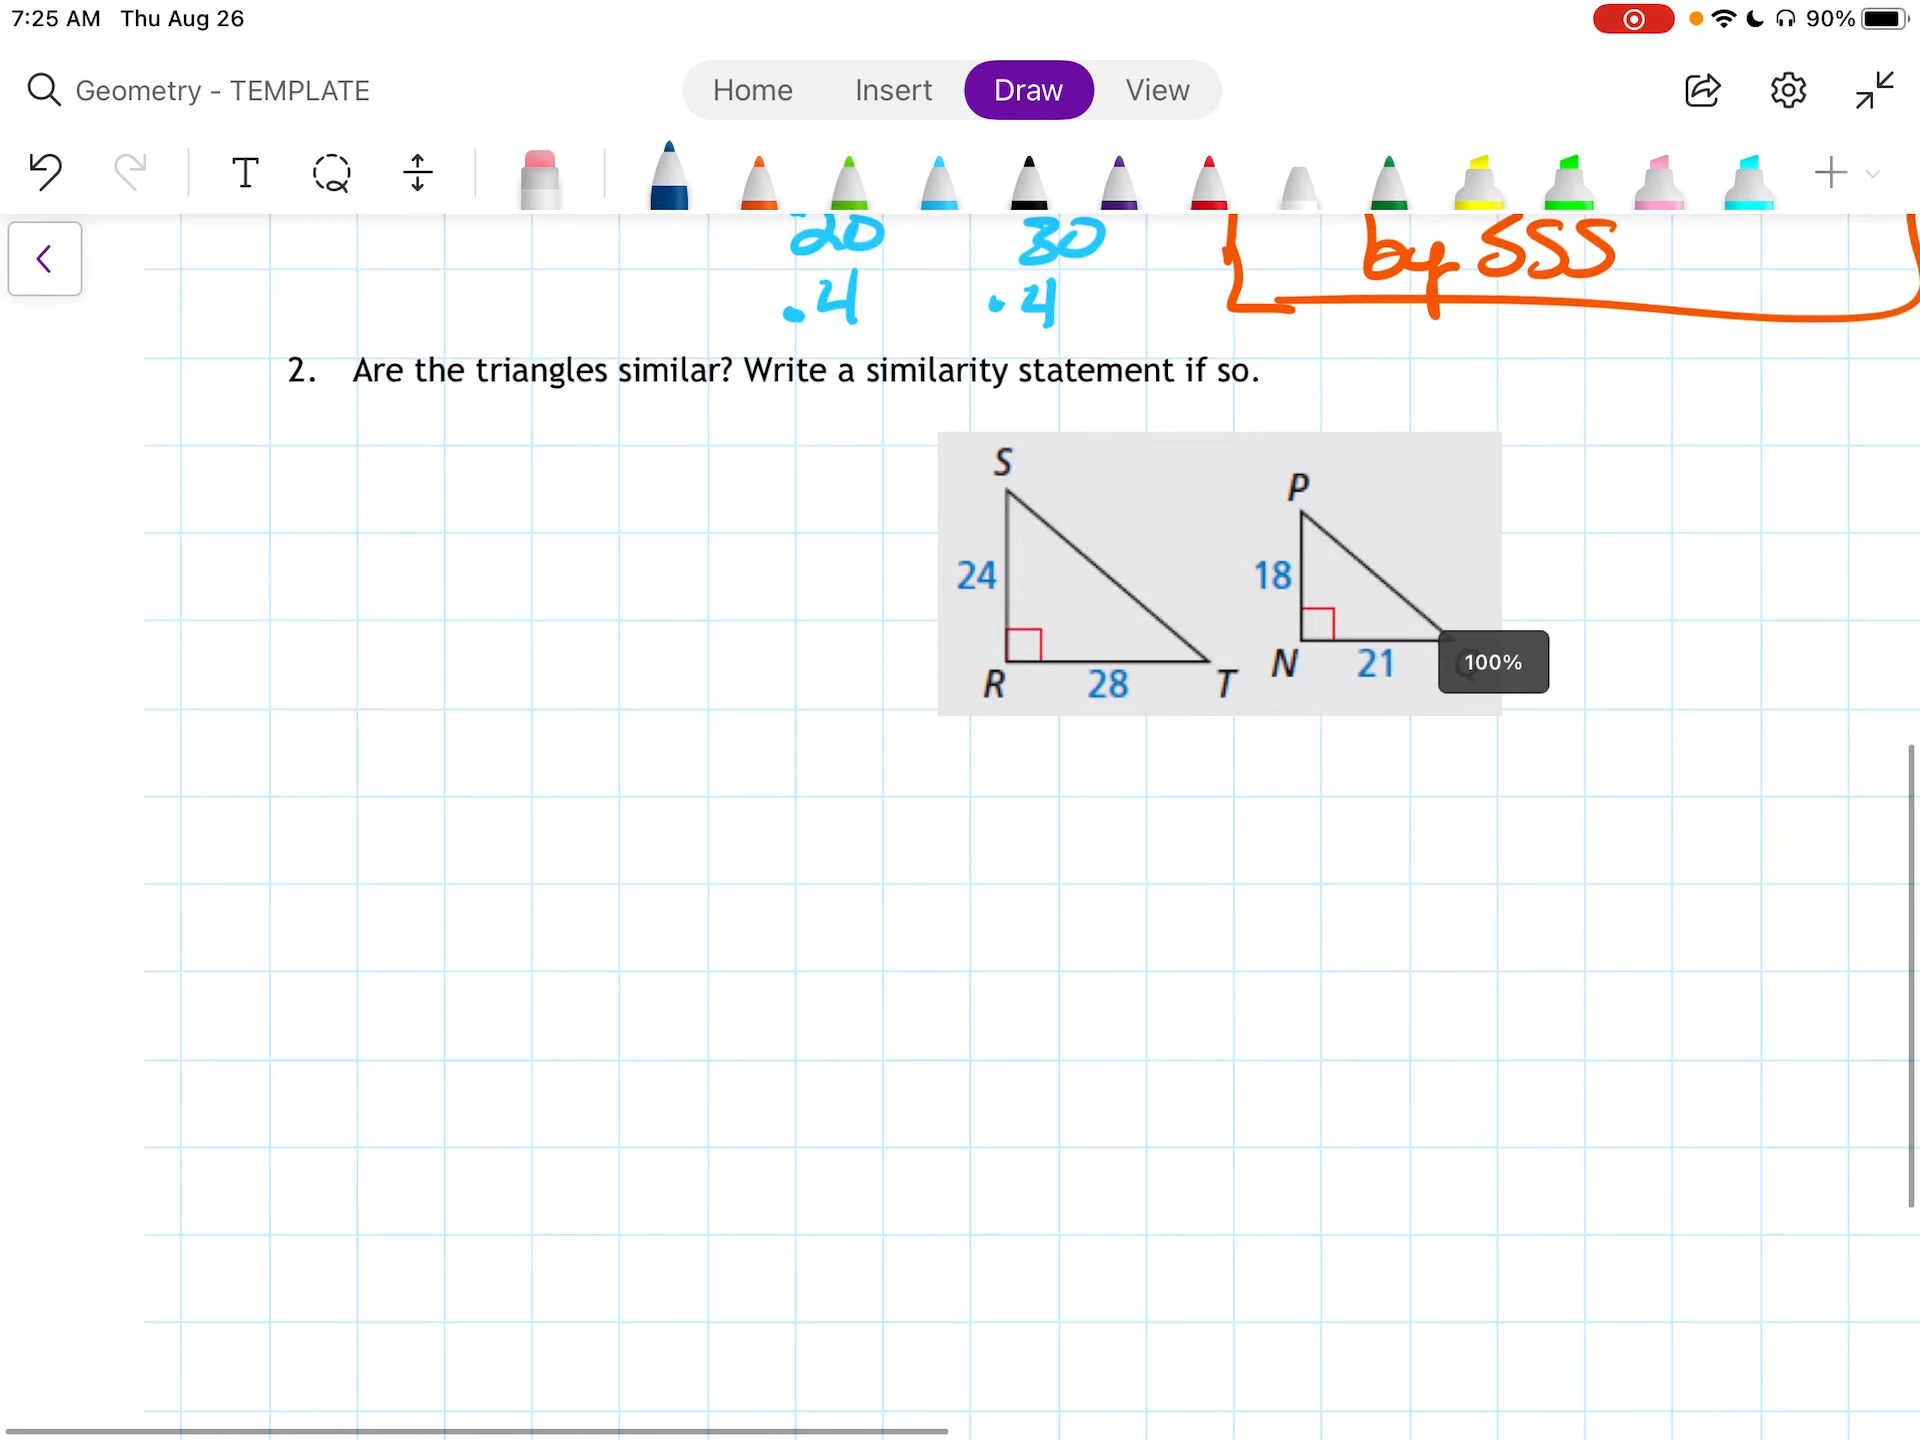 7:25 AM Thu Aug 26
90%
Geometry - TEMPLATE
Home Insert Draw View
T
20 30 by SSS
.4 .4
2. Are the triangles similar? Write a similarity statement if so.
S
P
24 18
N 21 100%
R 28 T